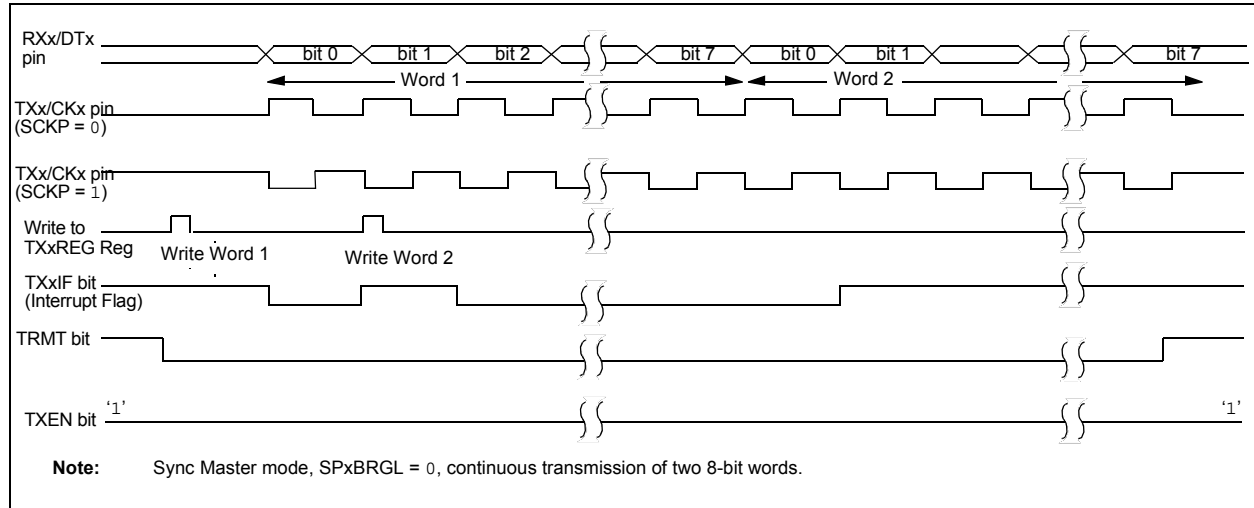 RXx/DTx
pin
bit 0 bit 1 bit 2 bit 7 bit 0 bit 1 bit 7
Word 1 Word 2
TXx/CKx pin
(SCKP = 0)
TXx/CKx pin
(SCKP = 1)
Write to
TXxREG Reg
Write Word 1 Write Word 2
TXxIF bit
(Interrupt Flag)
TRMT bit
TXEN bit
‘1’ ‘1’
Note: Sync Master mode, SPxBRGL = 0, continuous transmission of two 8-bit words.